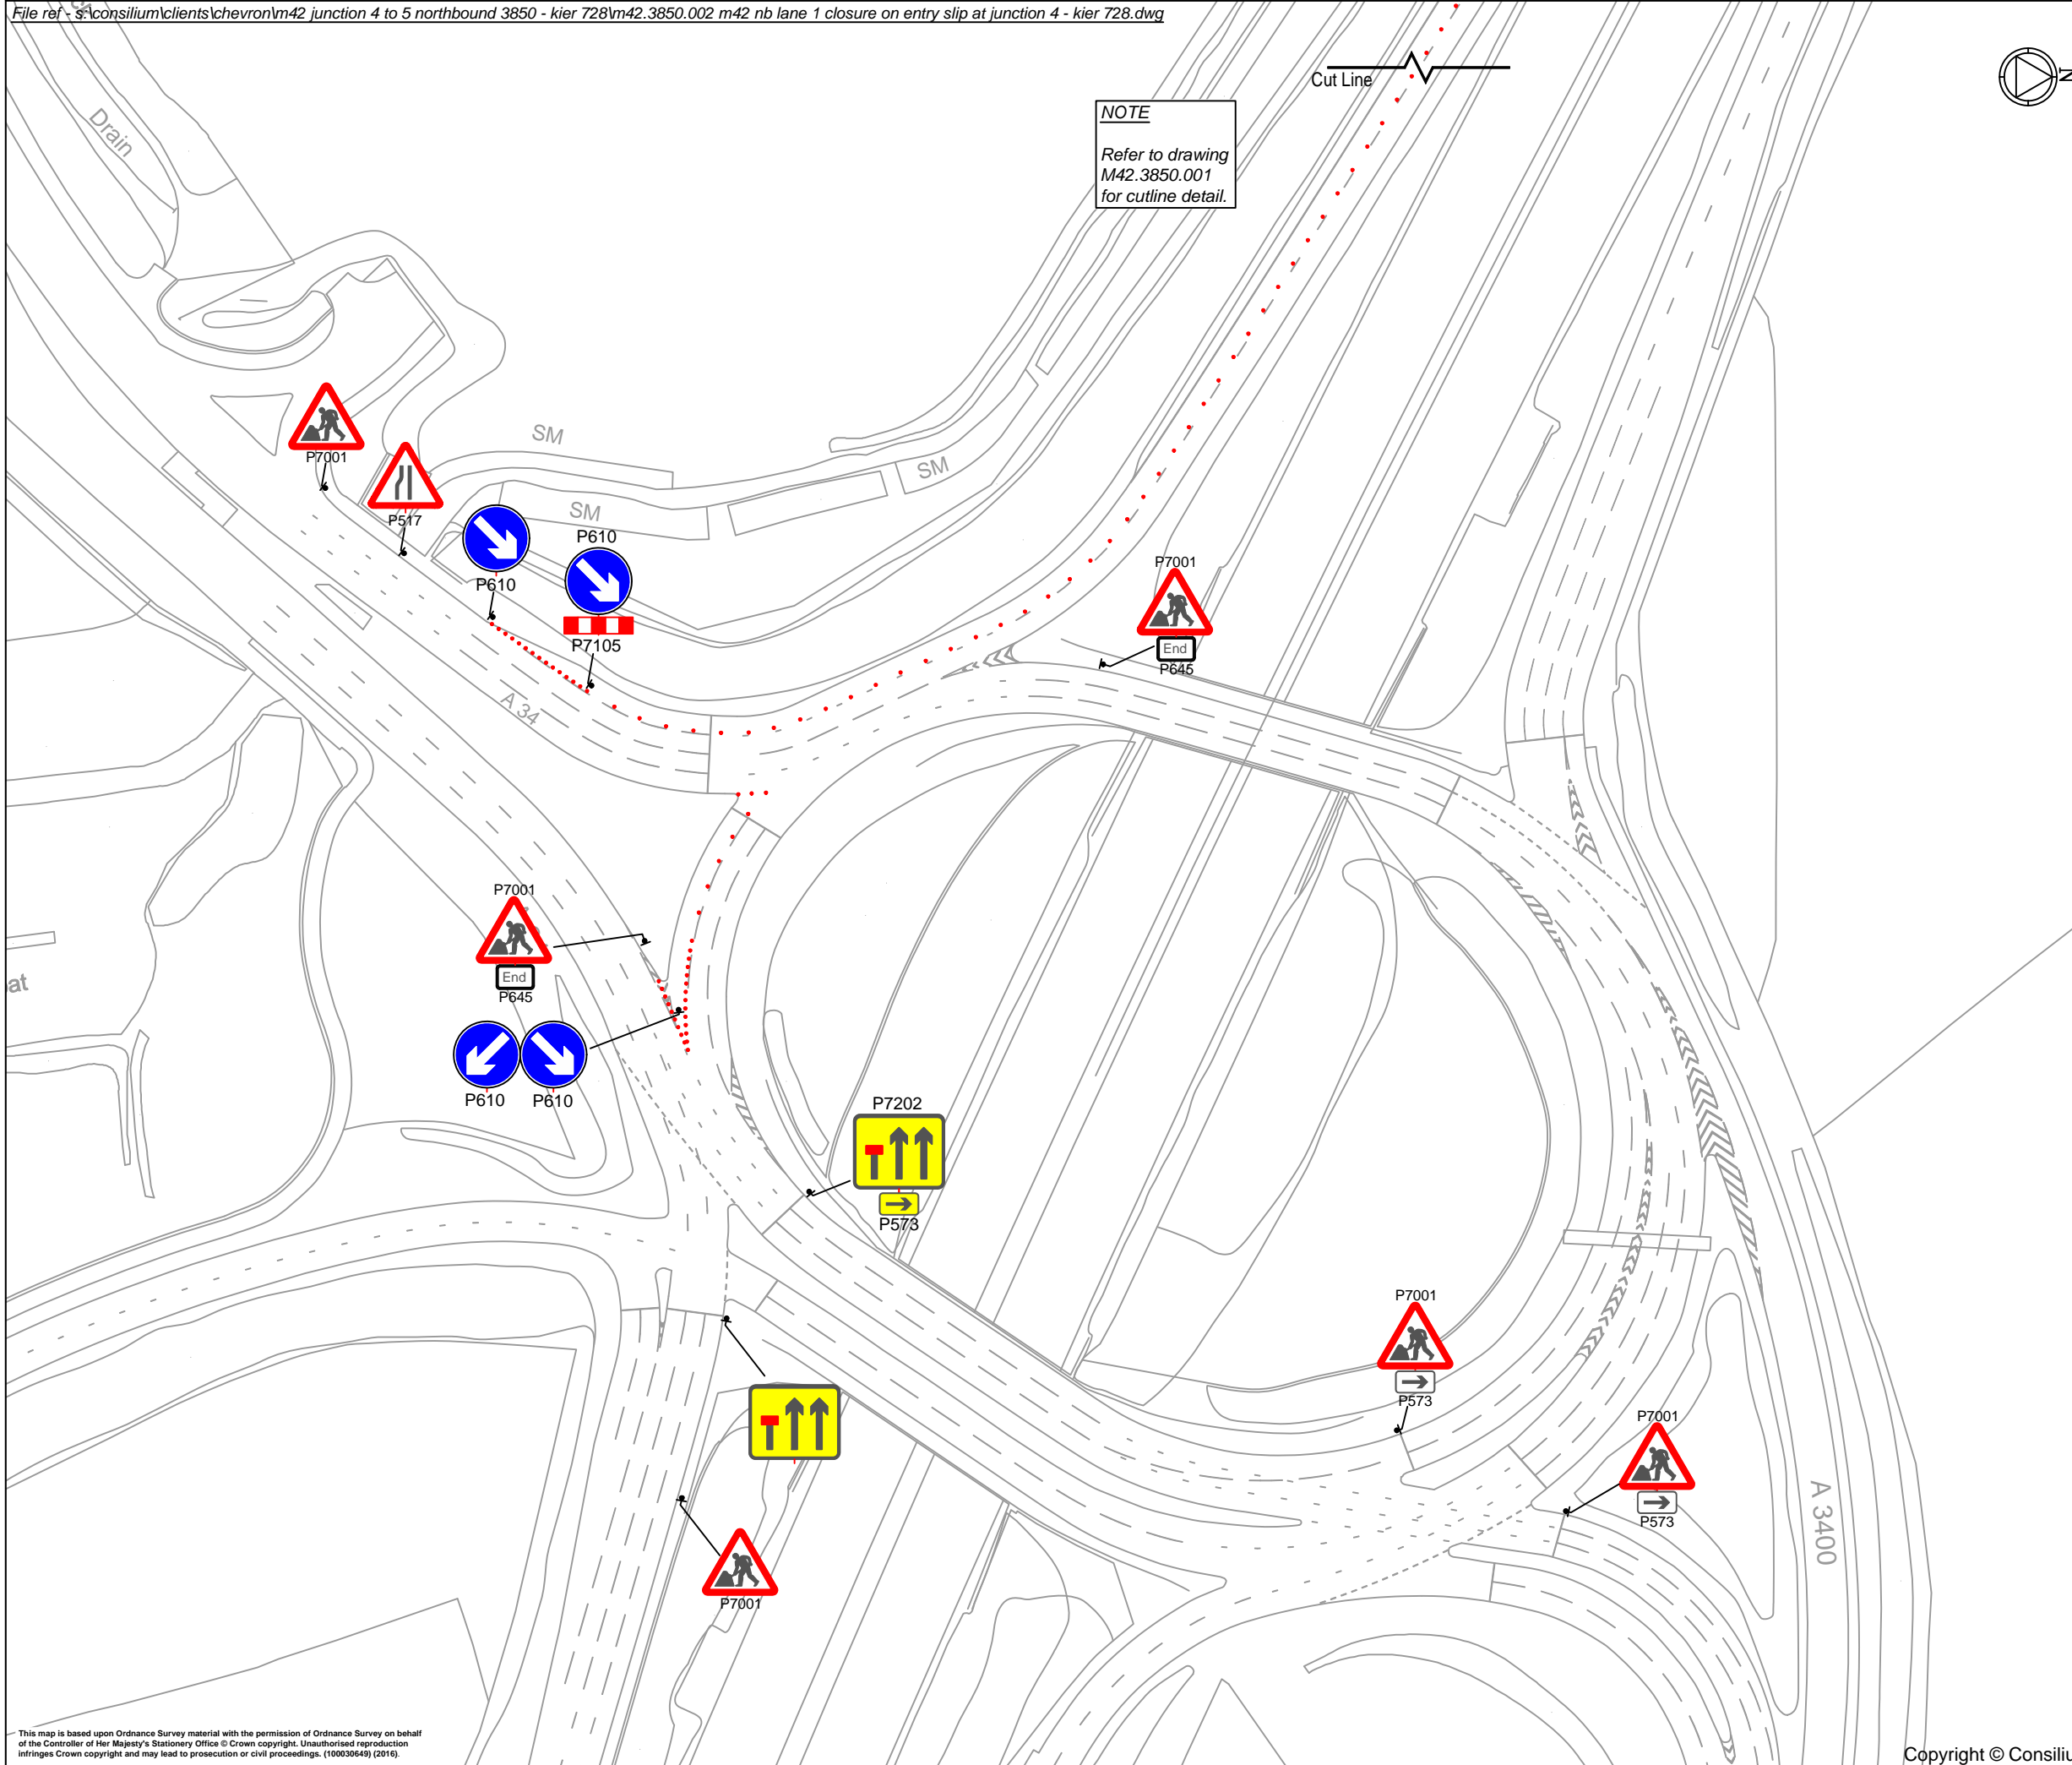 File ref - s:\consilium\clients\chevron\m42 junction 4 to 5 northbound 3850 - kier 728\m42.3850.002 m42 nb lane 1 closure on entry slip at junction 4 - kier 728.dwg
Cut Line
N
NOTE
Refer to drawing
M42.3850.001
for cutline detail.
Drain
SM
P7001
SM
P517
SM
P610
P610
P7105
P7001
End
P645
A 34
P7001
End
P645
at
P610
P610
P7202
P573
P7001
P573
P7001
P573
A 3400
P7001
This map is based upon Ordnance Survey material with the permission of Ordnance Survey on behalf
of the Controller of Her Majesty's Stationery Office © Crown copyright. Unauthorised reproduction
infringes Crown copyright and may lead to prosecution or civil proceedings. (100030649) (2016).
Copyright © Consiliu